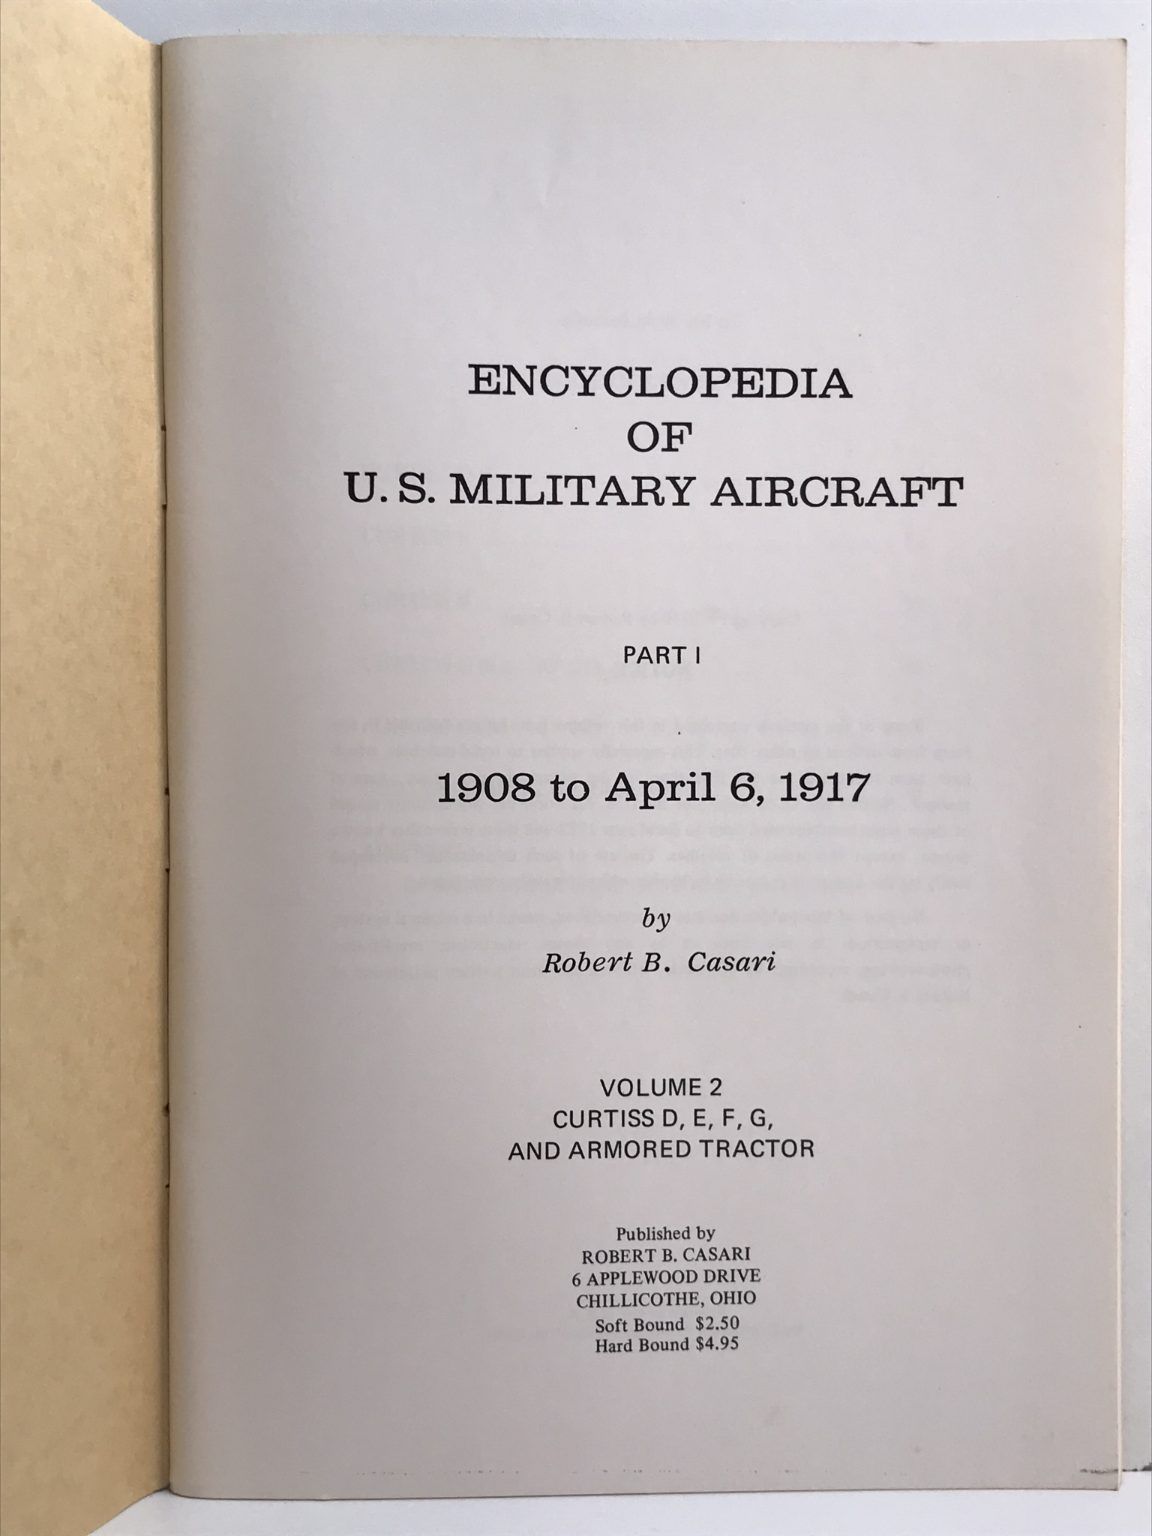 ENCYCLOPEDIA
OF
U. S. MILITARY AIRCRAFT
PART I
1908 to April 6, 1917
by
Robert B. Casari
VOLUME 2
CURTISS D, E, F, G,
AND ARMORED TRACTOR
Published by
ROBERT B. CASARI
6 APPLEWOOD DRIVE
CHILLICOTHE, OHIO
Soft Bound $2.50
Hard Bound $4.95